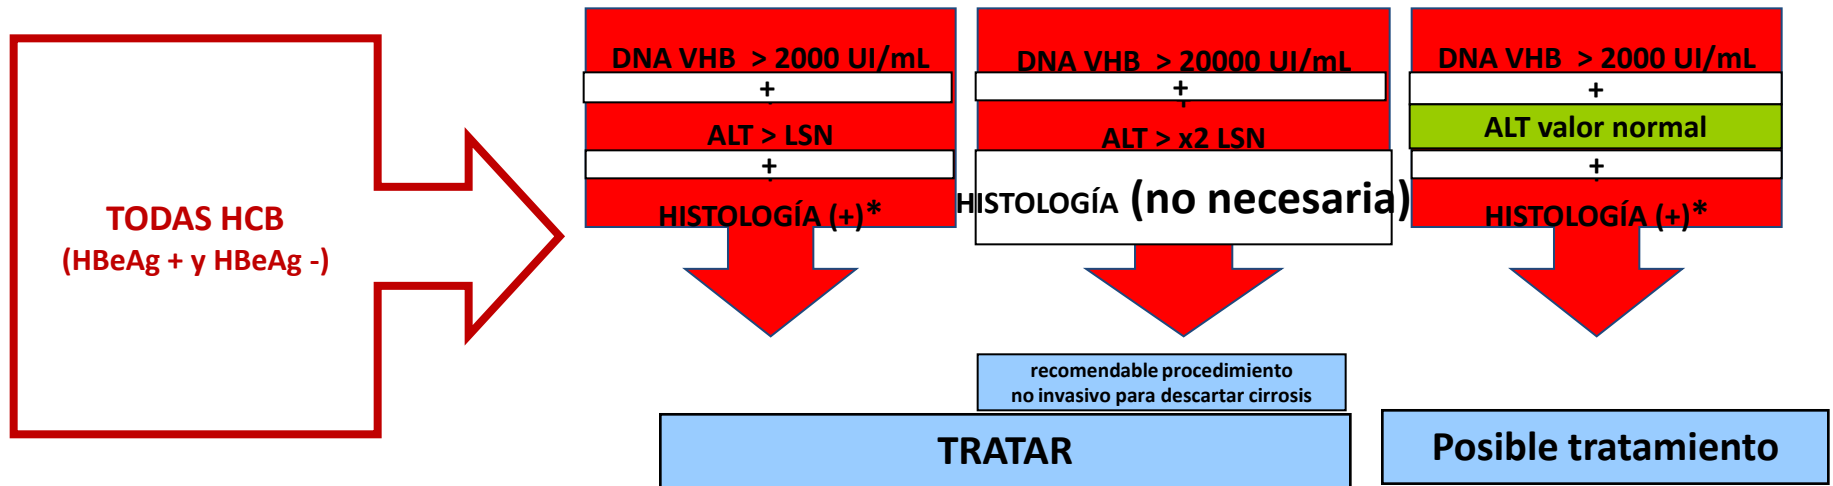 TODAS HCB
(HBeAg + y HBeAg -)
DNA VHB > 2000 UI/mL
+
ALT > LSN
+
HISTOLOGÍA (+)*
DNA VHB > 20000 UI/mL
+
ALT > x2 LSN
HISTOLOGÍA (no necesaria)
DNA VHB > 2000 UI/mL
+
ALT valor normal
+
HISTOLOGÍA (+)*
recomendable procedimiento
no invasivo para descartar cirrosis
TRATAR
Posible tratamiento